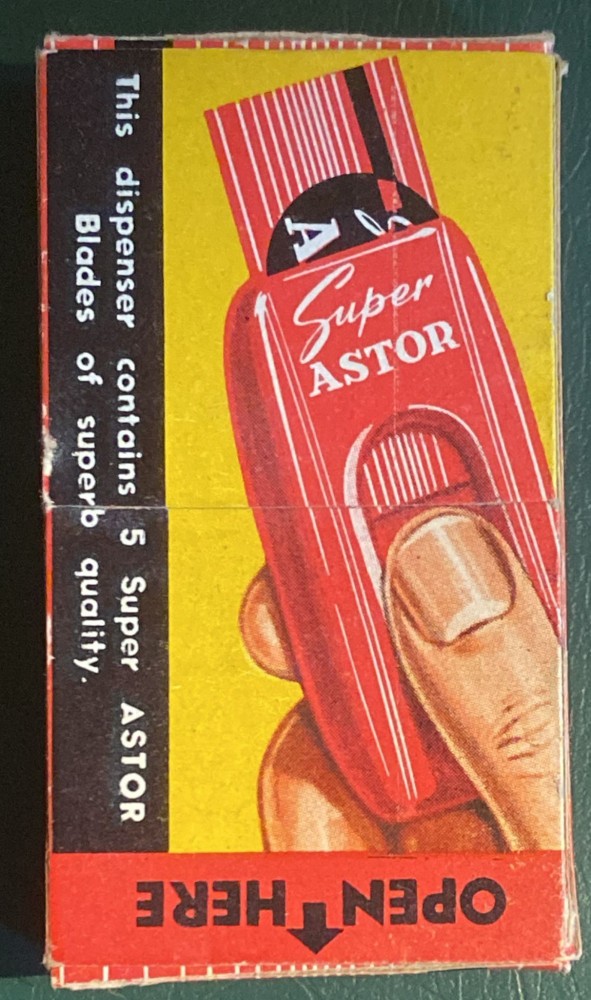 Super
ASTOR
This dispenser contains 5 Super ASTOR
Blades of superb quality.
OPEN HERE